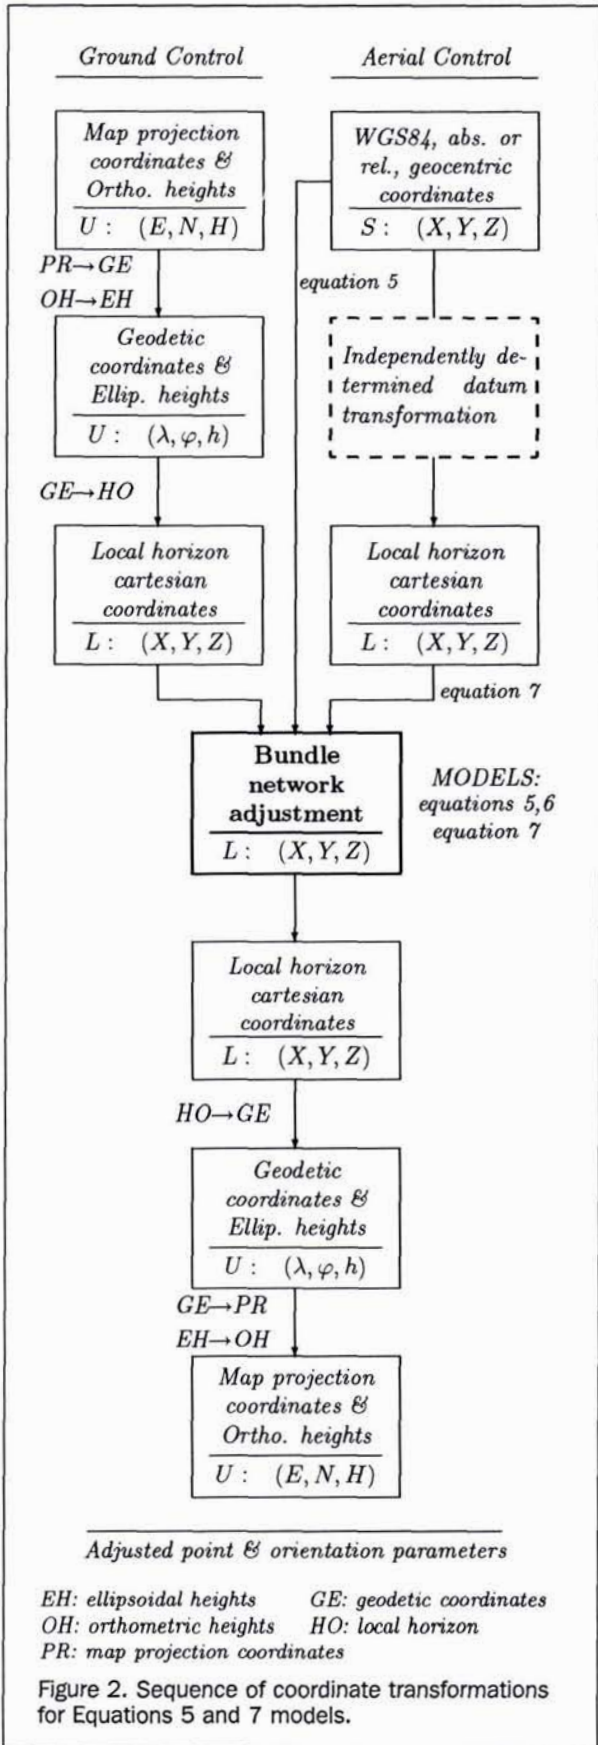 Ground Control
Aerial Control
Map projection
coordinates &
Ortho. heights
U : (E, N, H)
WGS84, abs. or
rel., geocentric
coordinates
S : (X, Y, Z)
PR→GE
OH→EH
equation 5
Geodetic
coordinates &
Ellip. heights
U : (λ, φ, h)
Independently de-
termined datum
transformation
GE→HO
Local horizon
cartesian
coordinates
L : (X, Y, Z)
Local horizon
cartesian
coordinates
L : (X, Y, Z)
equation 7
Bundle
network
adjustment
L : (X, Y, Z)
MODELS:
equations 5,6
equation 7
Local horizon
cartesian
coordinates
L : (X, Y, Z)
HO→GE
Geodetic
coordinates &
Ellip. heights
U : (λ, φ, h)
GE→PR
EH→OH
Map projection
coordinates &
Ortho. heights
U : (E, N, H)
Adjusted point & orientation parameters
EH: ellipsoidal heights GE: geodetic coordinates
OH: orthometric heights HO: local horizon
PR: map projection coordinates
Figure 2. Sequence of coordinate transformations
for Equations 5 and 7 models.